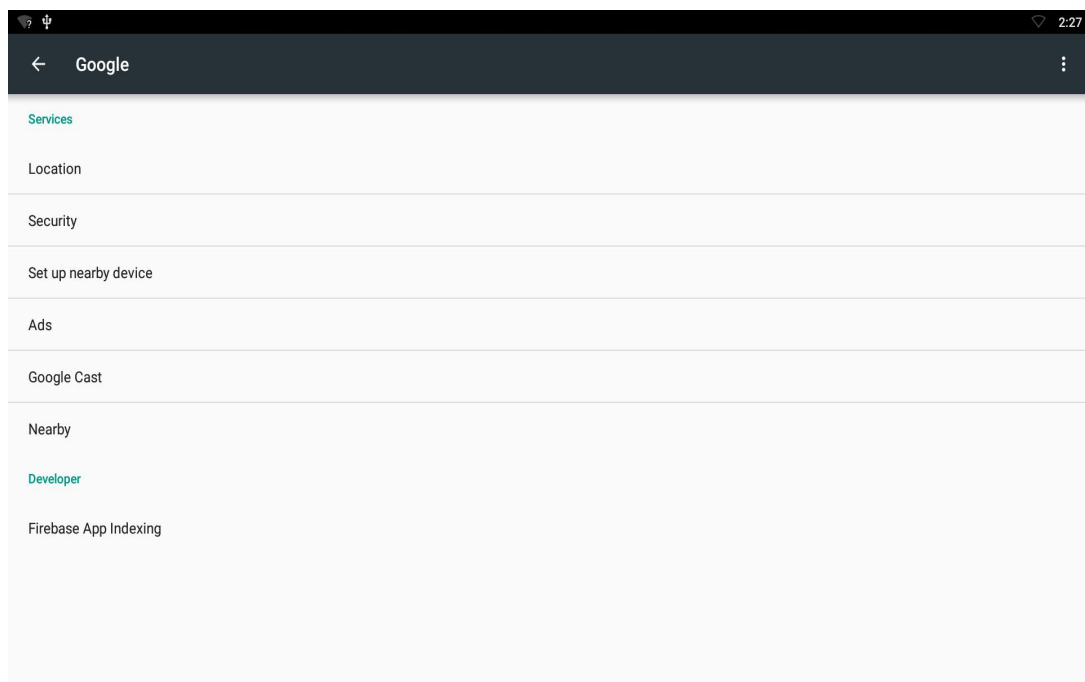 2:27
Google
Services
Location
Security
Set up nearby device
Ads
Google Cast
Nearby
Developer
Firebase App Indexing